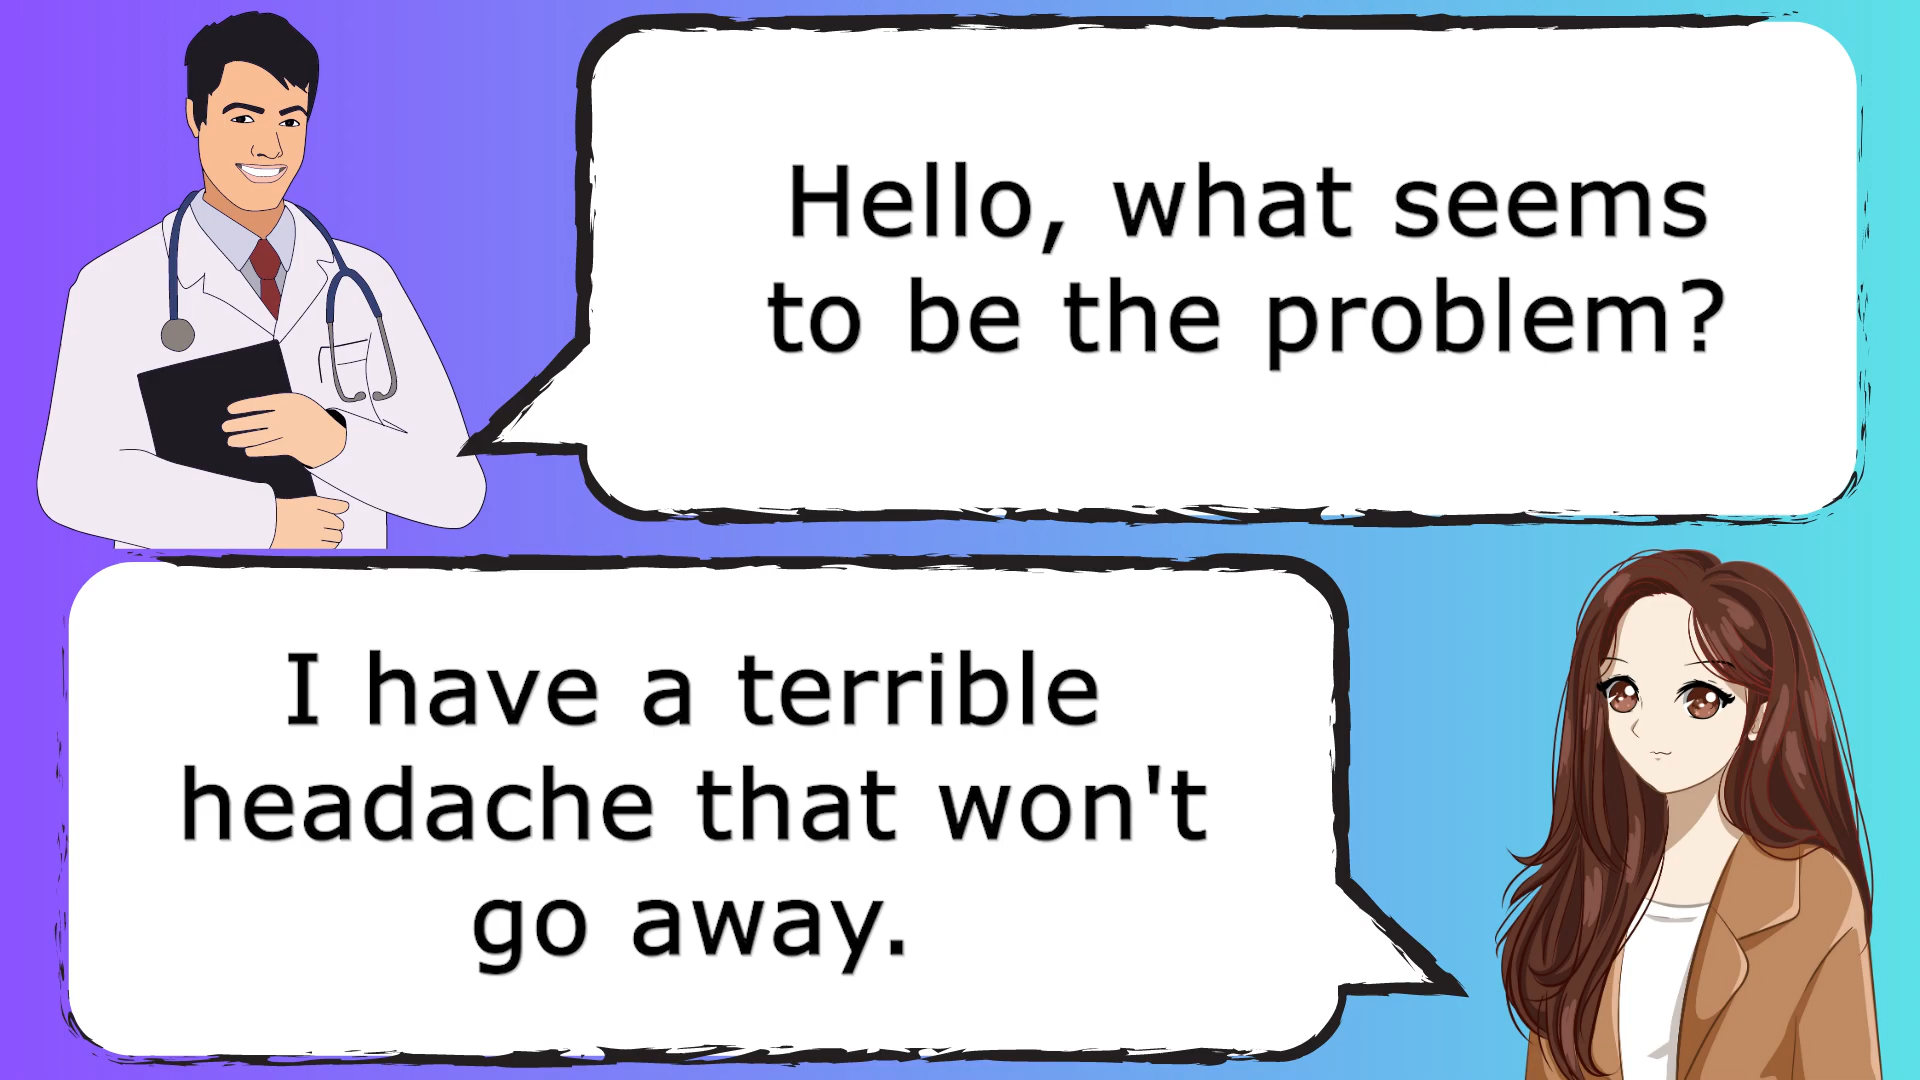 Hello, what seems
to be the problem?
I have a terrible
headache that won't
go away.